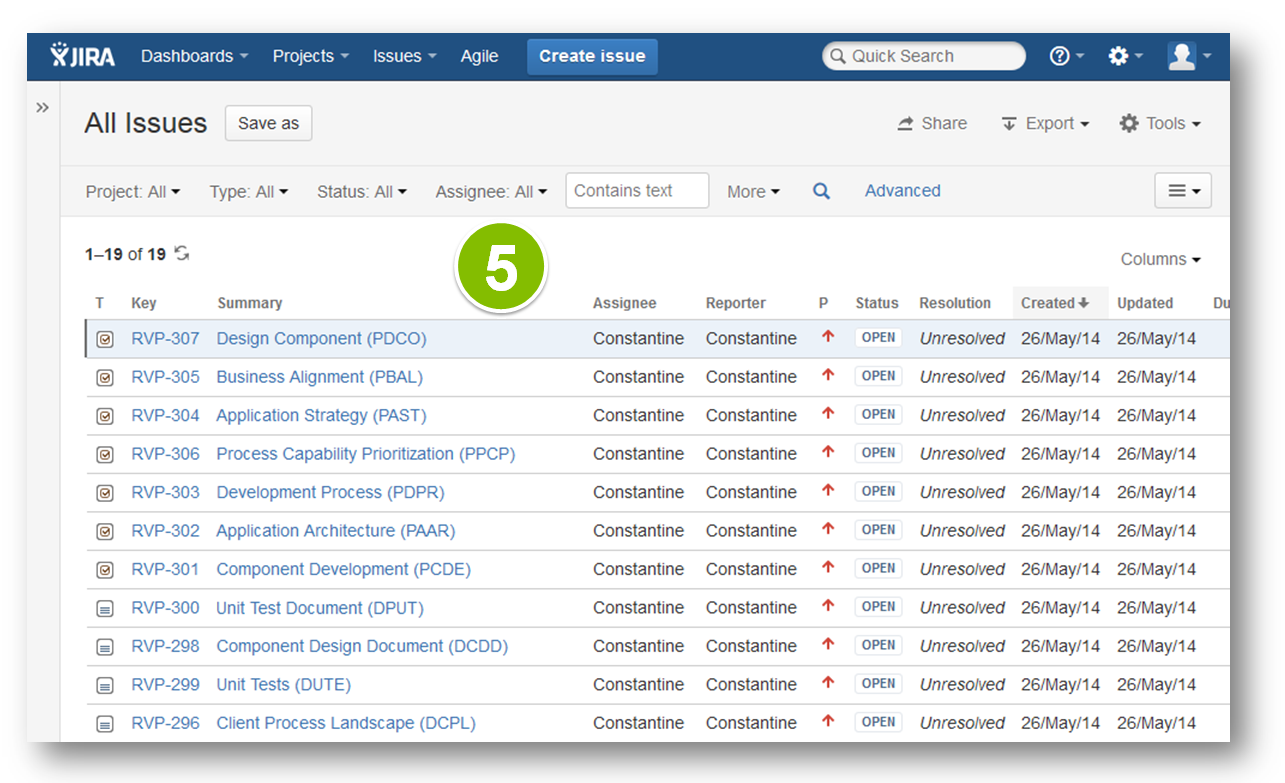 JIRA Dashboards Projects Issues Agile Create issue Quick Search
All Issues Save as Share Export Tools
Project: All Type: All Status: All Assignee: All Contains text More Advanced
1–19 of 19
5
Columns
T Key Summary Assignee Reporter P Status Resolution Created Updated Du
RVP-307 Design Component (PDCO) Constantine Constantine OPEN Unresolved 26/May/14 26/May/14
RVP-305 Business Alignment (PBAL) Constantine Constantine OPEN Unresolved 26/May/14 26/May/14
RVP-304 Application Strategy (PAST) Constantine Constantine OPEN Unresolved 26/May/14 26/May/14
RVP-306 Process Capability Prioritization (PPCP) Constantine Constantine OPEN Unresolved 26/May/14 26/May/14
RVP-303 Development Process (PDPR) Constantine Constantine OPEN Unresolved 26/May/14 26/May/14
RVP-302 Application Architecture (PAAR) Constantine Constantine OPEN Unresolved 26/May/14 26/May/14
RVP-301 Component Development (PCDE) Constantine Constantine OPEN Unresolved 26/May/14 26/May/14
RVP-300 Unit Test Document (DPUT) Constantine Constantine OPEN Unresolved 26/May/14 26/May/14
RVP-298 Component Design Document (DCDD) Constantine Constantine OPEN Unresolved 26/May/14 26/May/14
RVP-299 Unit Tests (DUTE) Constantine Constantine OPEN Unresolved 26/May/14 26/May/14
RVP-296 Client Process Landscape (DCPL) Constantine Constantine OPEN Unresolved 26/May/14 26/May/14